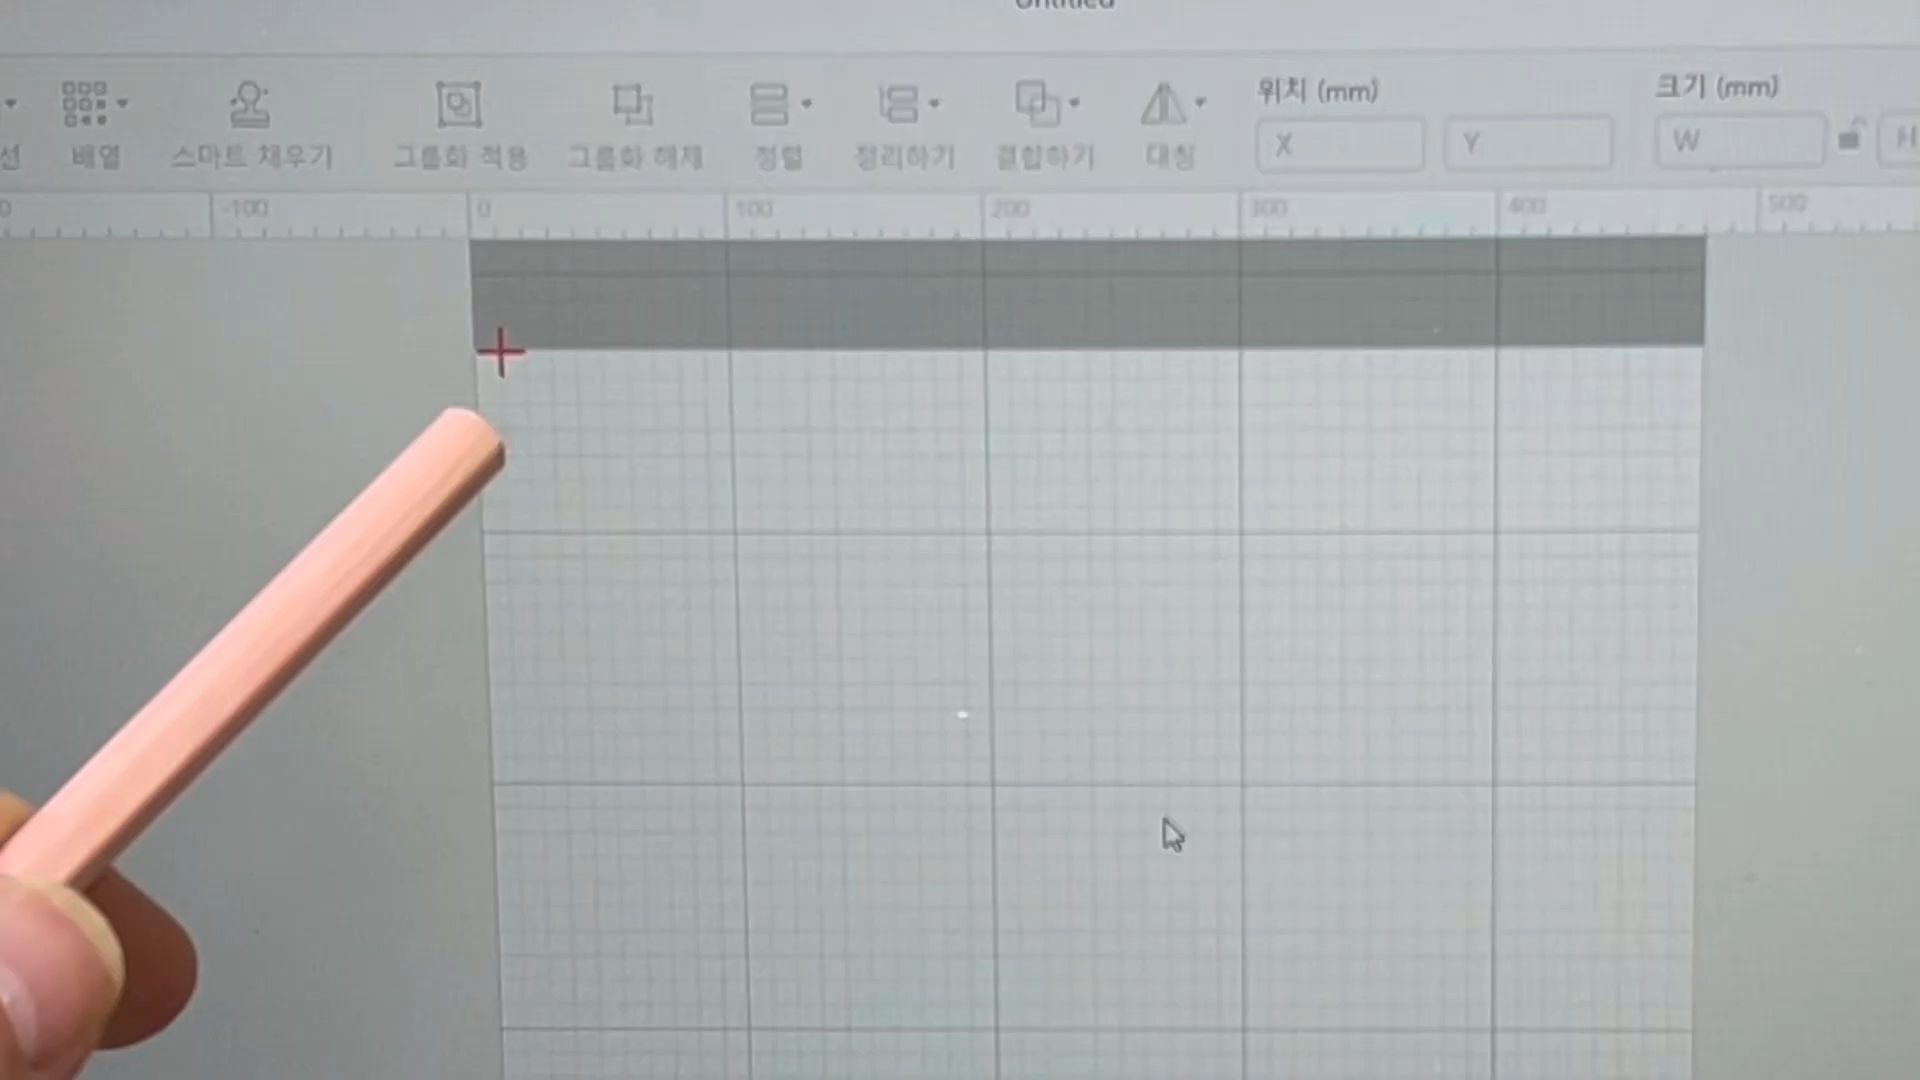 Untitled
위치 (mm)
크기 (mm)
X
Y
W
H
선
배열
스마트 채우기
그룹화 적용
그룹화 해제
정렬
정리하기
결합하기
대칭
0
-100
0
100
200
300
400
500